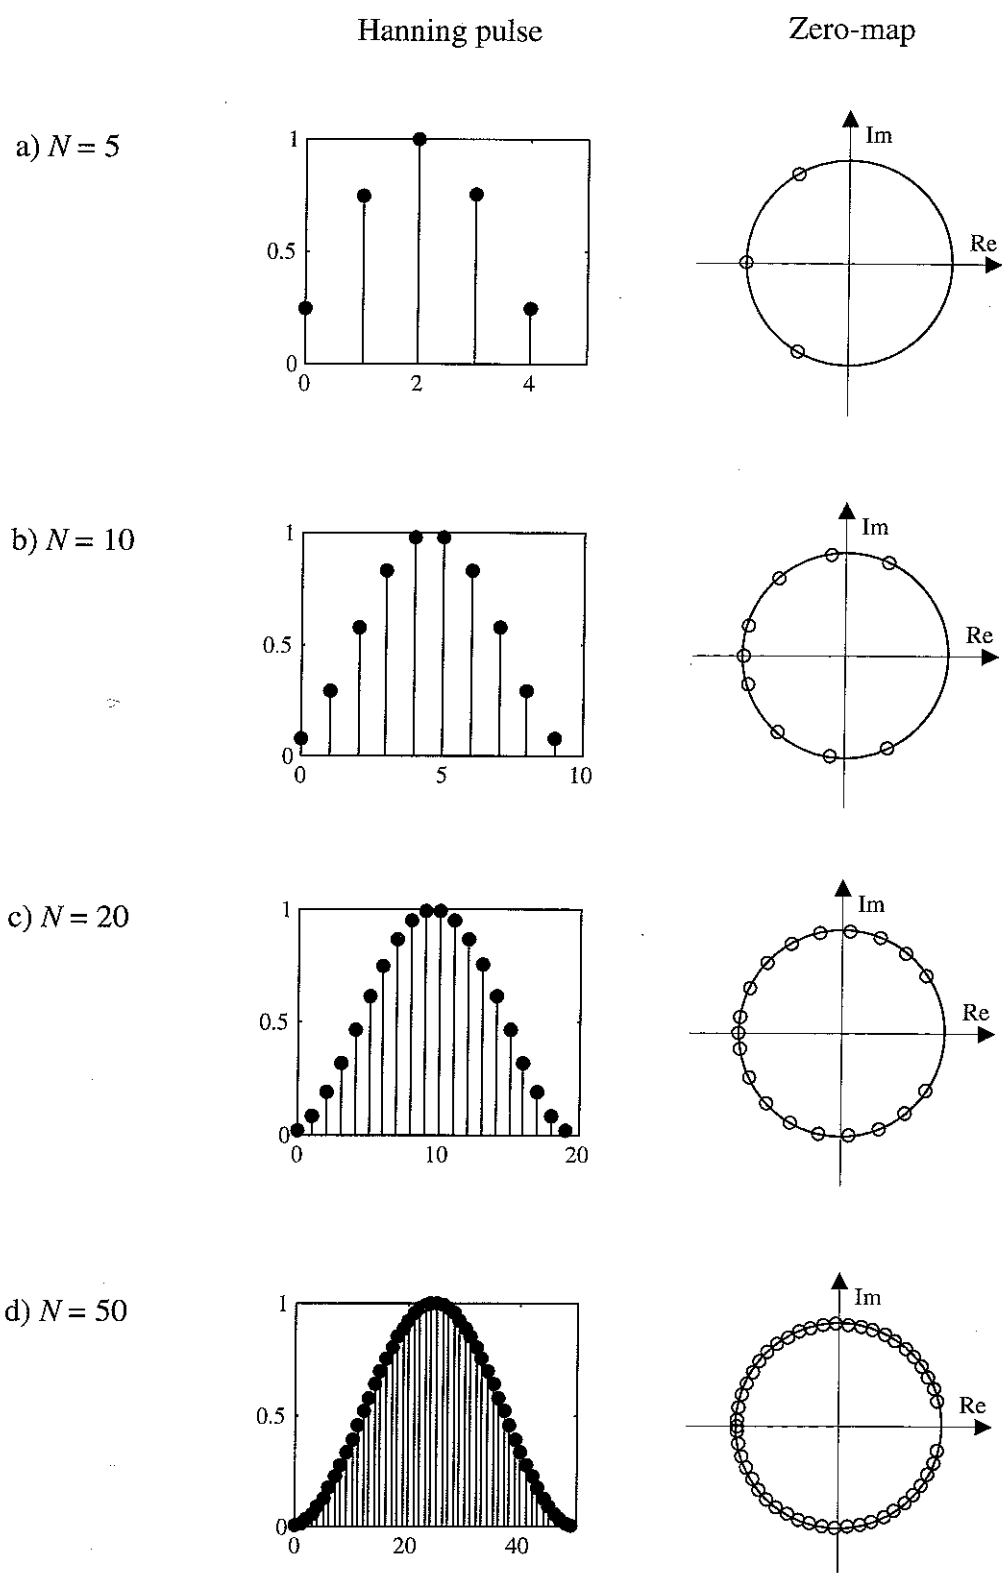 Hanning pulse Zero-map
a) N = 5
1
0.5
0
0 2 4
Im
Re
b) N = 10
1
0.5
0
0 5 10
Im
Re
c) N = 20
1
0.5
0
0 10 20
Im
Re
d) N = 50
1
0.5
0
0 20 40
Im
Re